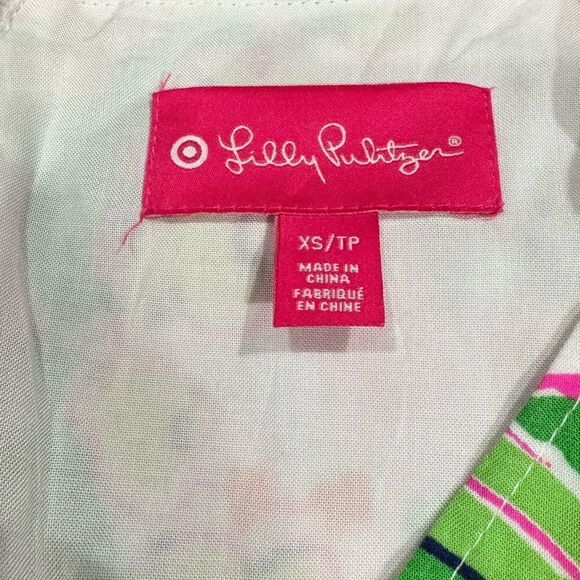 Lilly Pulitzer®
XS/TP
MADE IN
CHINA
FABRIQUÉ
EN CHINE